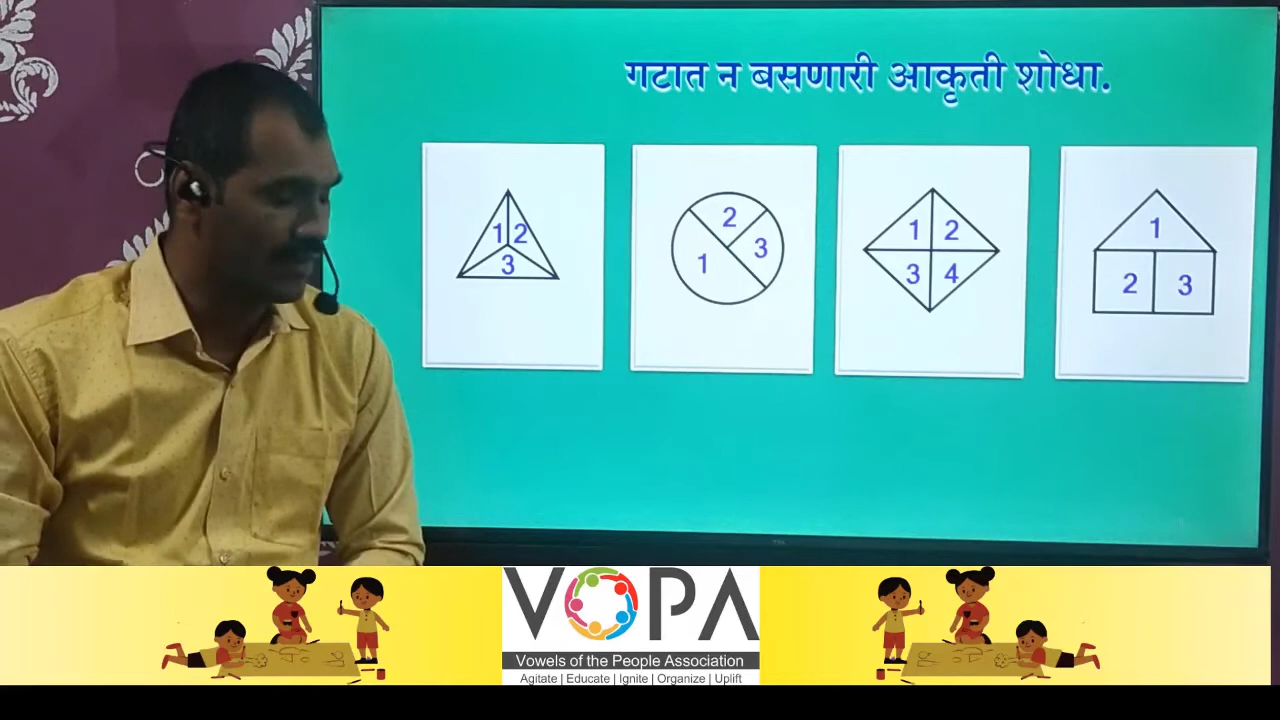 गटात न बसणारी आकृती शोधा.
1 2
3
2
1 3
1 2
3 4
1
2 3
VOPA
Vowels of the People Association
Agitate | Educate | Ignite | Organize | Uplift